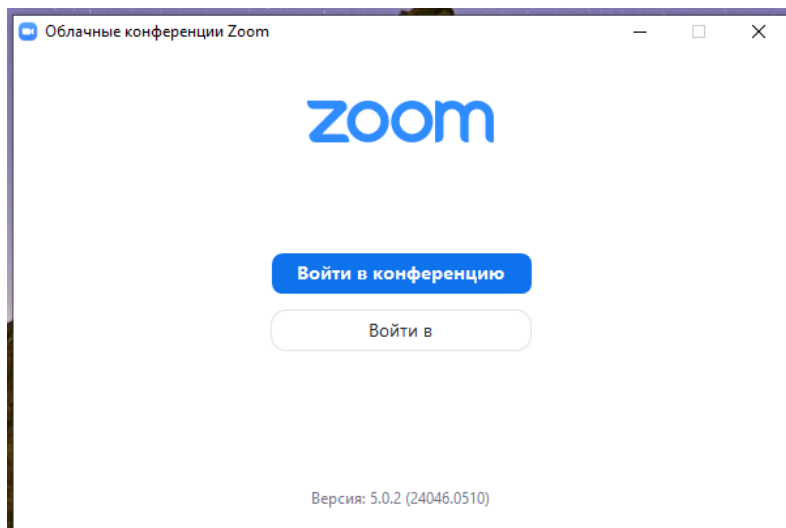 Облачные конференции Zoom
zoom
Войти в конференцию
Войти в
Версия: 5.0.2 (24046.0510)